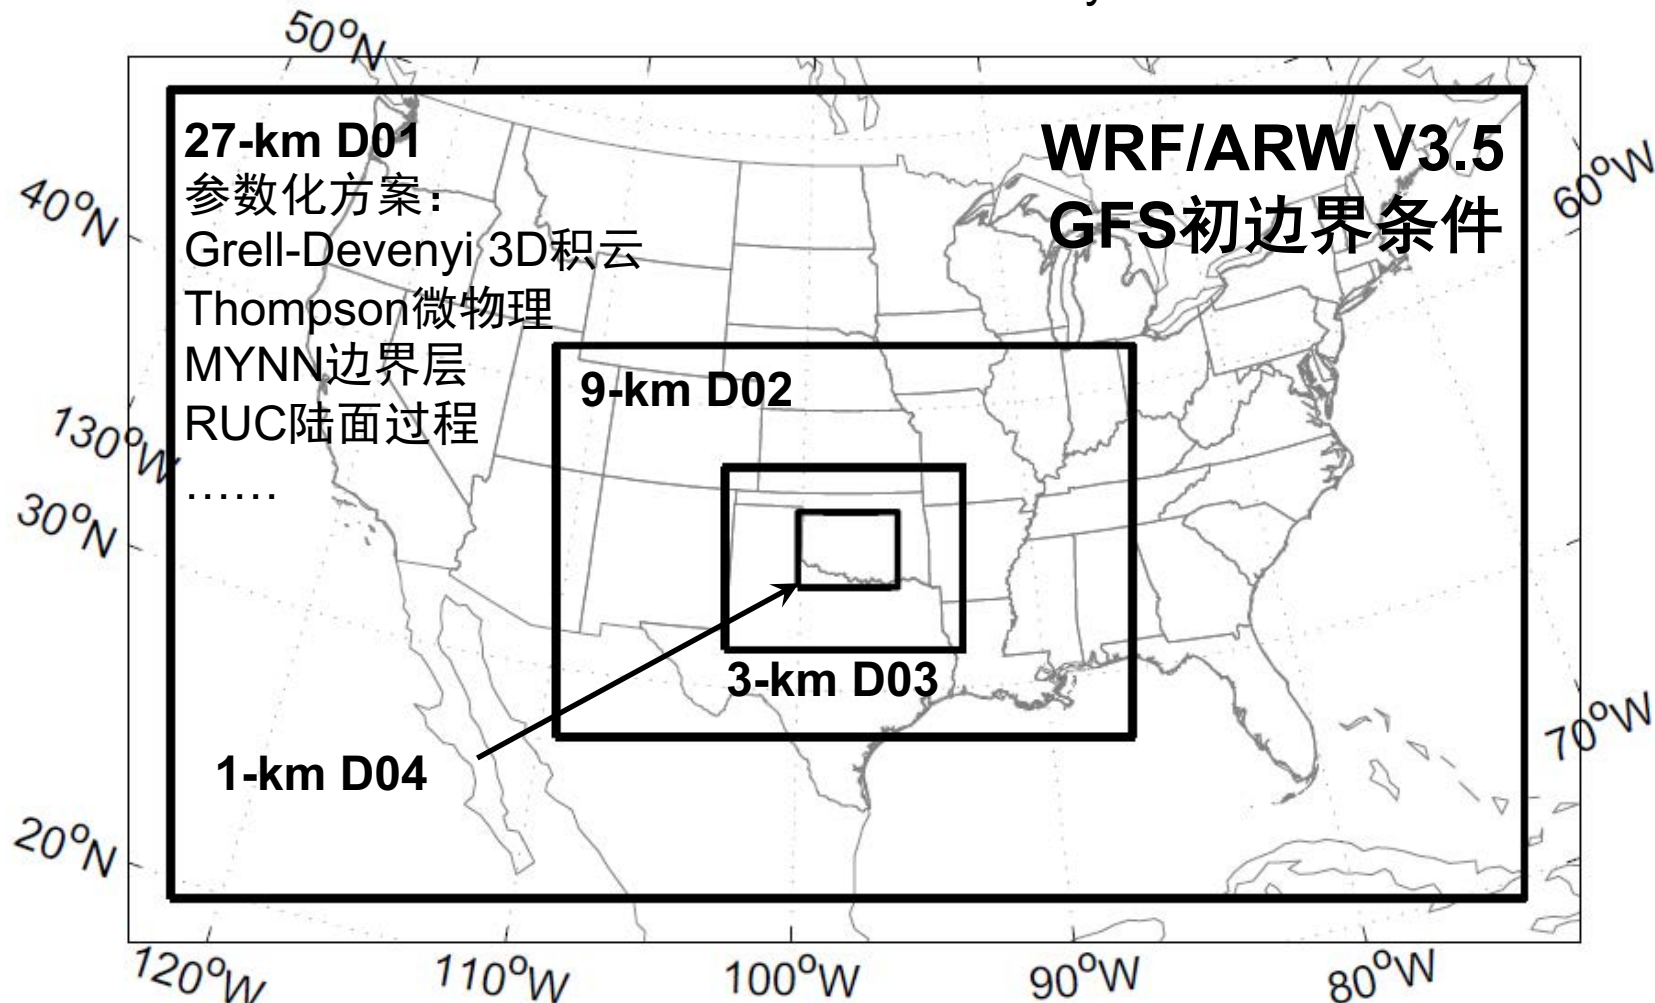 y
50°N
27-km D01
参数化方案：
Grell-Devenyi 3D积云
Thompson微物理
MYNN边界层
RUC陆面过程
……
WRF/ARW V3.5
GFS初边界条件
60°W
40°N
9-km D02
130°W
30°N
3-km D03
70°W
1-km D04
20°N
120°W
110°W
100°W
90°W
80°W